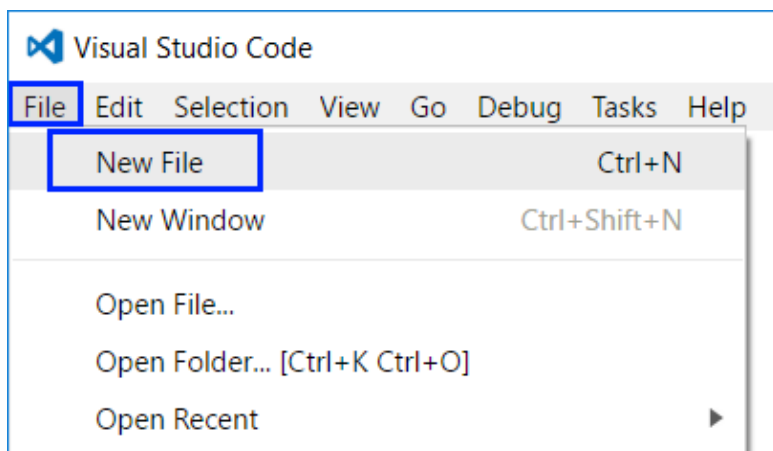 Visual Studio Code
File Edit Selection View Go Debug Tasks Help
New File Ctrl+N
New Window Ctrl+Shift+N
Open File...
Open Folder... [Ctrl+K Ctrl+O]
Open Recent